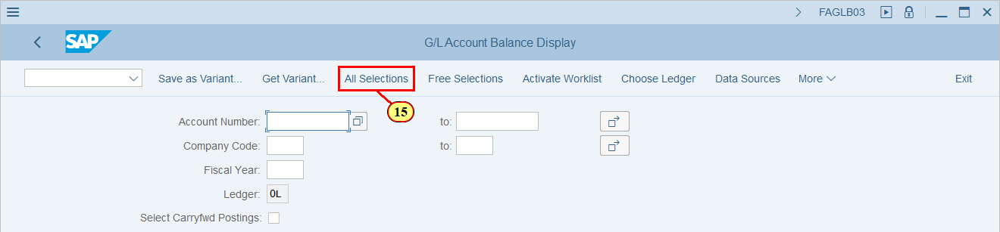 FAGLB03
SAP G/L Account Balance Display
Save as Variant... Get Variant... All Selections Free Selections Activate Worklist Choose Ledger Data Sources More Exit
15
Account Number: to:
Company Code: to:
Fiscal Year:
Ledger: 0L
Select Carryfwd Postings: